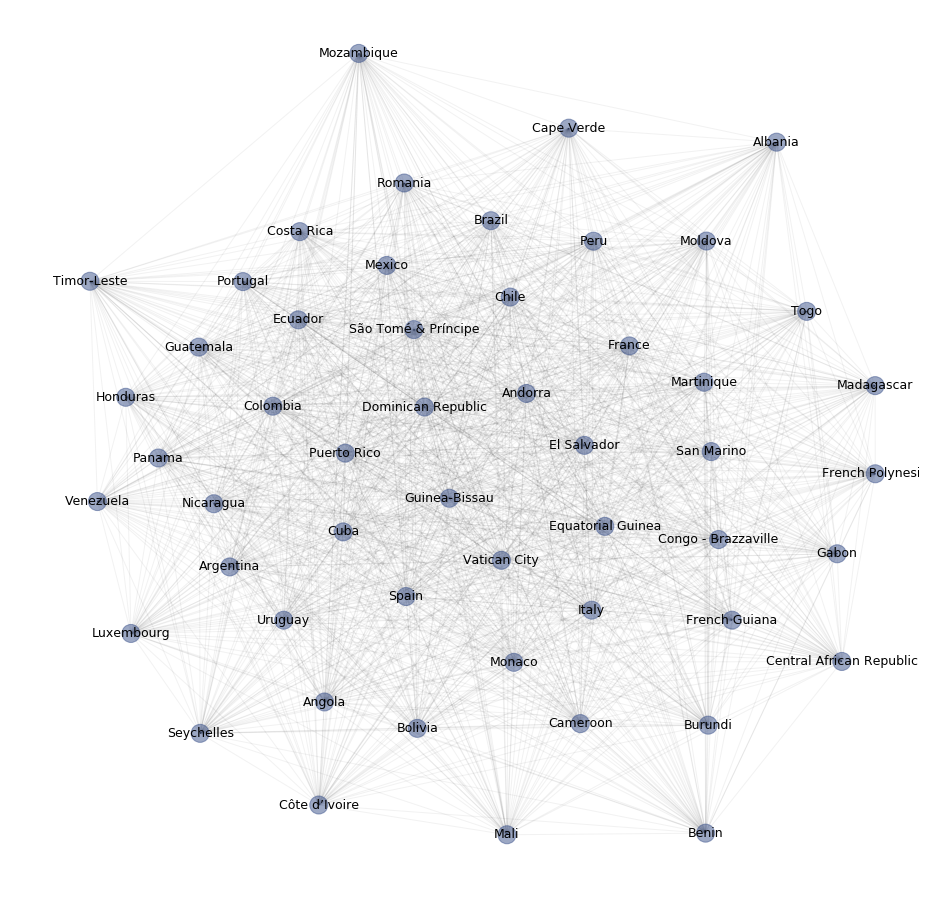 Mozambique
Cape Verde
Albania
Romania
Brazil
Costa Rica
Peru
Moldova
Mexico
Timor-Leste
Portugal
Chile
Togo
Ecuador
São Tomé & Príncipe
Guatemala
France
Martinique
Madagascar
Andorra
Honduras
Colombia
Dominican Republic
El Salvador
San Marino
Puerto Rico
Panama
French Polynesi
Guinea-Bissau
Venezuela
Nicaragua
Equatorial Guinea
Cuba
Congo - Brazzaville
Gabon
Vatican City
Argentina
Spain
Italy
Uruguay
French Guiana
Luxembourg
Monaco
Central African Republic
Angola
Cameroon
Burundi
Bolivia
Seychelles
Côte d’Ivoire
Mali
Benin